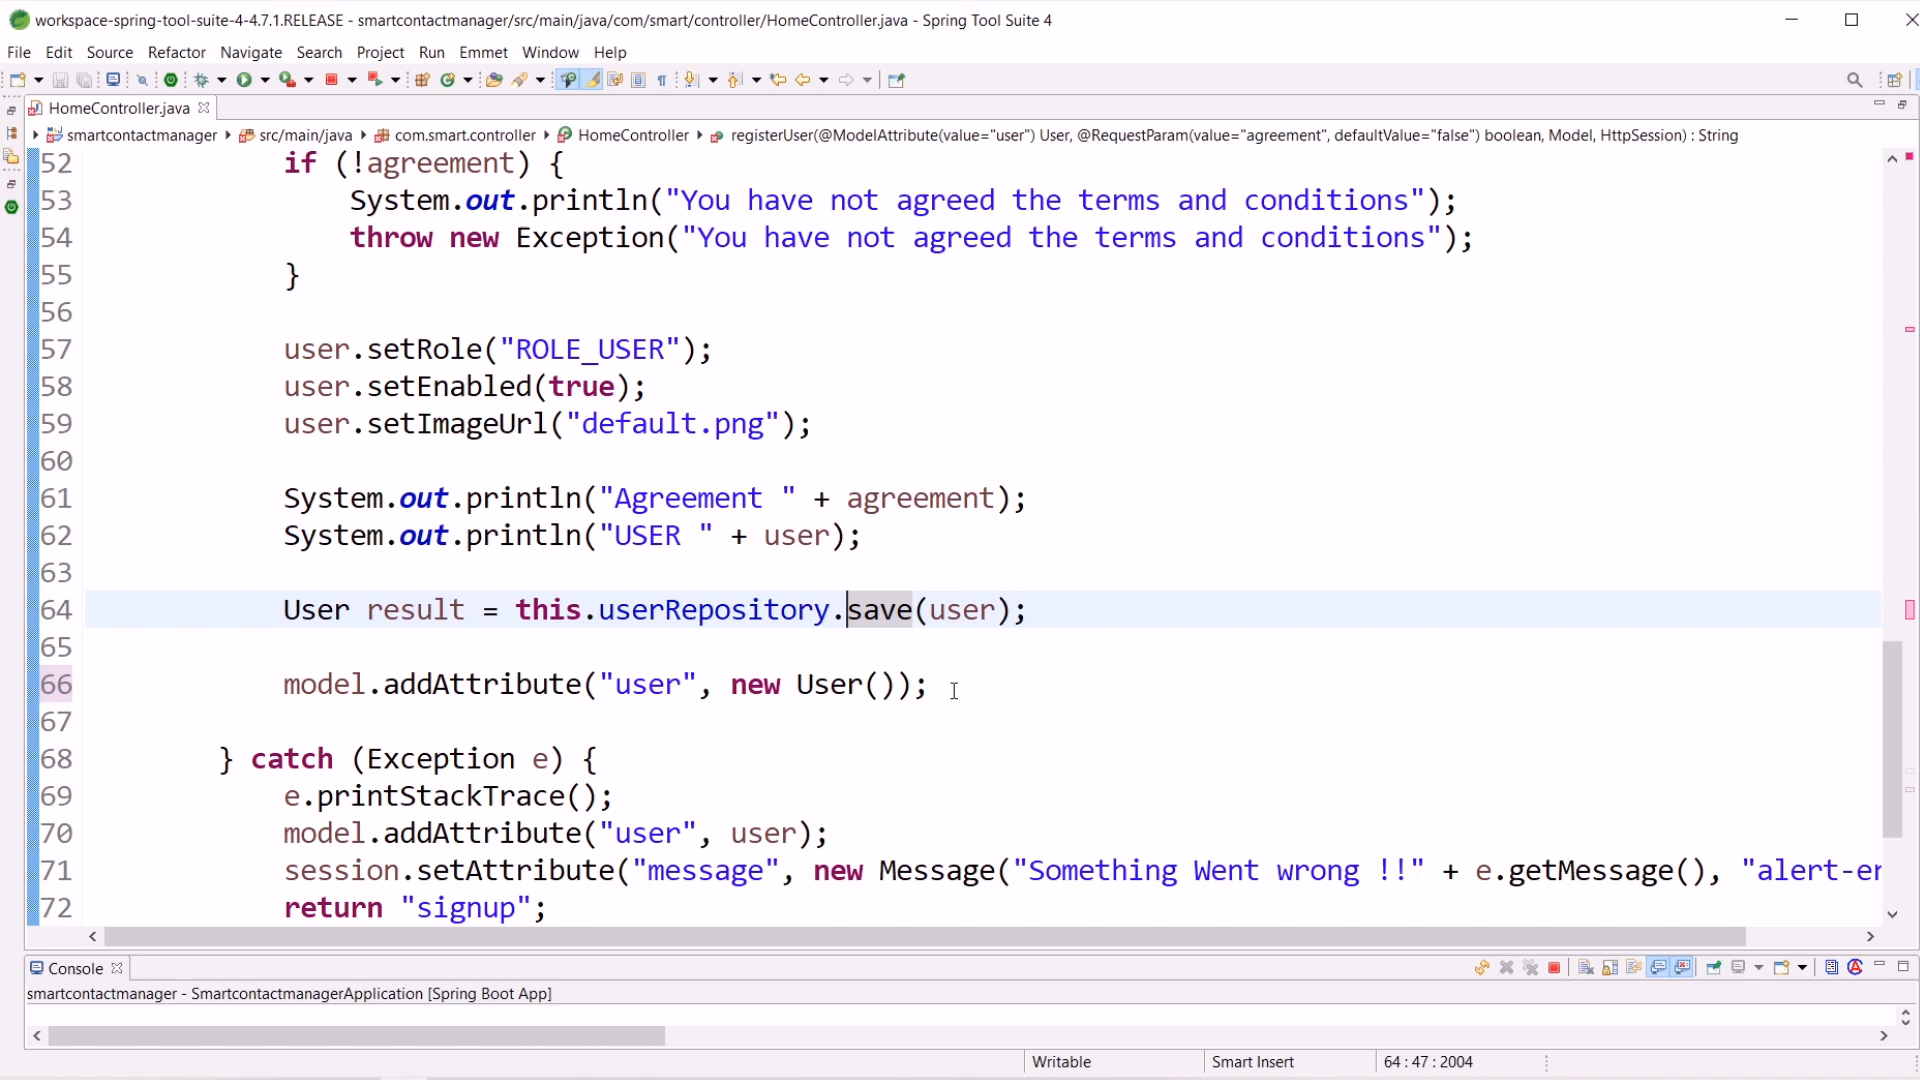 workspace-spring-tool-suite-4-4.7.1.RELEASE - smartcontactmanager/src/main/java/com/smart/controller/HomeController.java - Spring Tool Suite 4
File Edit Source Refactor Navigate Search Project Run Emmet Window Help
HomeController.java
smartcontactmanager src/main/java com.smart.controller HomeController registerUser(@ModelAttribute(value="user") User, @RequestParam(value="agreement", defaultValue="false") boolean, Model, HttpSession) : String
52 if (!agreement) {
53 System.out.println("You have not agreed the terms and conditions");
54 throw new Exception("You have not agreed the terms and conditions");
55 }
56
57 user.setRole("ROLE_USER");
58 user.setEnabled(true);
59 user.setImageUrl("default.png");
60
61 System.out.println("Agreement " + agreement);
62 System.out.println("USER " + user);
63
64 User result = this.userRepository.save(user);
65
66 model.addAttribute("user", new User());
67
68 } catch (Exception e) {
69 e.printStackTrace();
70 model.addAttribute("user", user);
71 session.setAttribute("message", new Message("Something Went wrong !!" + e.getMessage(), "alert-er
72 return "signup";
Console
smartcontactmanager - SmartcontactmanagerApplication [Spring Boot App]
Writable Smart Insert 64 : 47 : 2004